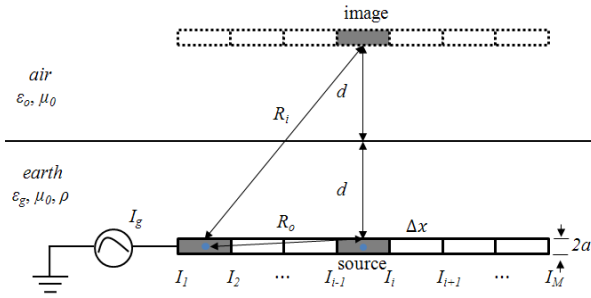 image
air
εo, μ0
d
Ri
earth
εg, μ0, ρ
d
Ig
Ro
Δx
2a
source
I1 I2 ... Ii-1 Ii Ii+1 ... IM